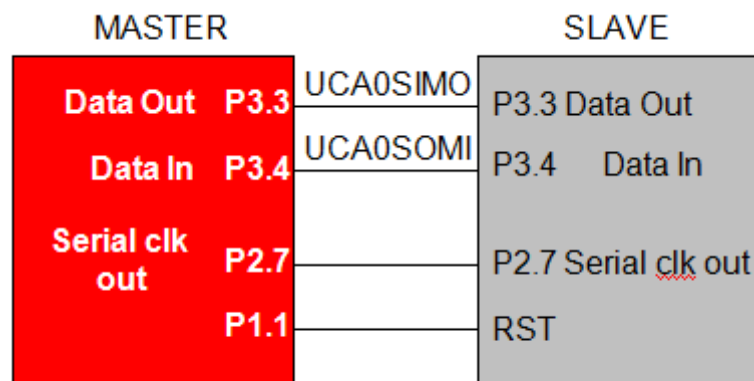 MASTER
SLAVE
Data Out P3.3
UCA0SIMO
P3.3 Data Out
Data In P3.4
UCA0SOMI
P3.4 Data In
Serial clk
out
P2.7
P2.7 Serial clk out
P1.1
RST